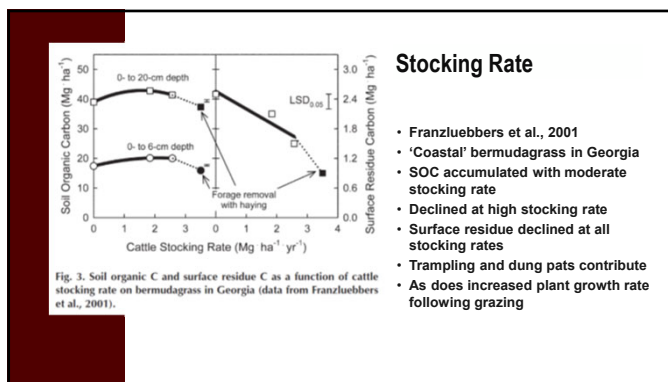 Stocking Rate
Soil Organic Carbon (Mg ha⁻¹)
50
40
30
20
10
0
0- to 20-cm depth
0- to 6-cm depth
∞
∞
LSD0.05
Forage removal
with haying
3.0
2.4
1.8
1.2
0.6
0.0
Surface Residue Carbon (Mg ha⁻¹)
0 1 2 3 0 1 2 3 4
Cattle Stocking Rate (Mg ha⁻¹ yr⁻¹)
Fig. 3. Soil organic C and surface residue C as a function of cattle
stocking rate on bermudagrass in Georgia (data from Franzluebbers
et al., 2001).
• Franzluebbers et al., 2001
• ‘Coastal’ bermudagrass in Georgia
• SOC accumulated with moderate
stocking rate
• Declined at high stocking rate
• Surface residue declined at all
stocking rates
• Trampling and dung pats contribute
• As does increased plant growth rate
following grazing